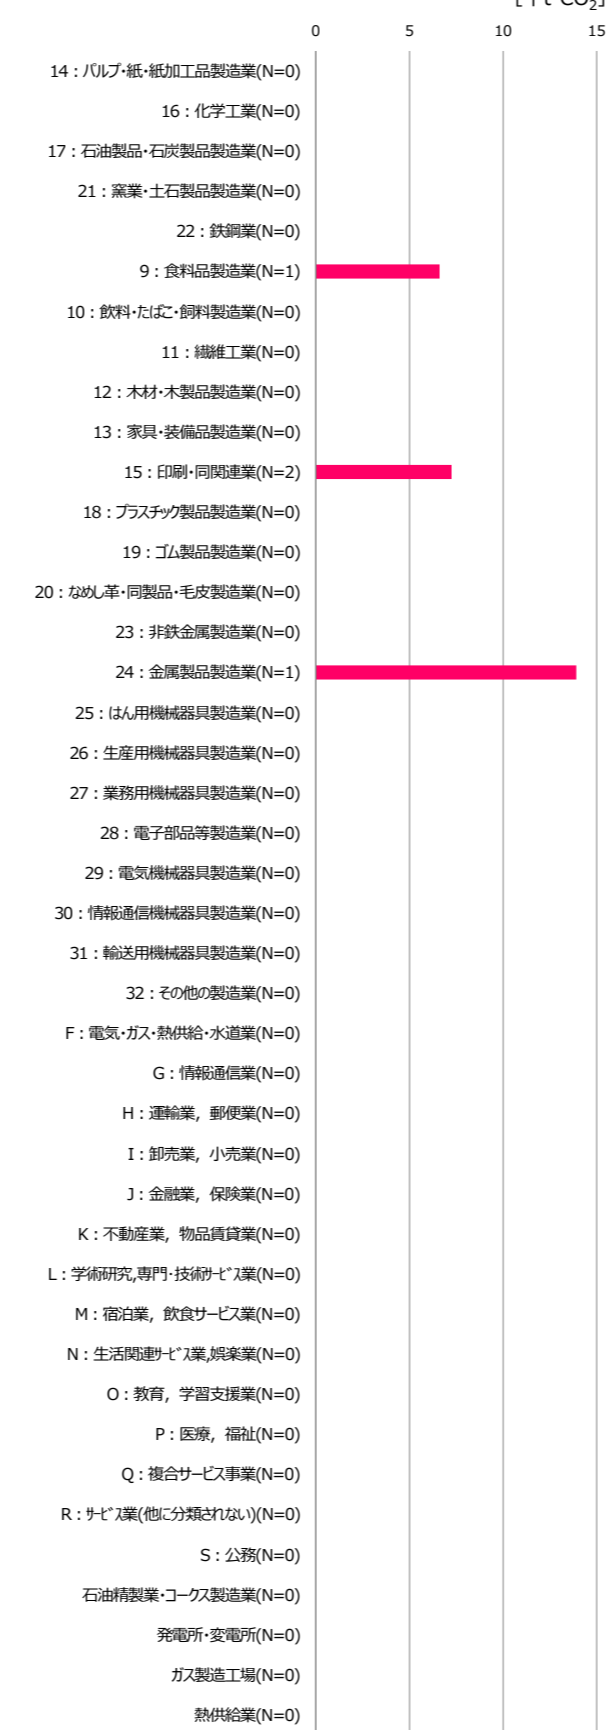 [千t-CO2]
0 5 10 15
14：パルプ・紙・紙加工品製造業(N=0)
16：化学工業(N=0)
17：石油製品・石炭製品製造業(N=0)
21：窯業・土石製品製造業(N=0)
22：鉄鋼業(N=0)
9：食料品製造業(N=1)
10：飲料・たばこ・飼料製造業(N=0)
11：繊維工業(N=0)
12：木材・木製品製造業(N=0)
13：家具・装備品製造業(N=0)
15：印刷・同関連業(N=2)
18：プラスチック製品製造業(N=0)
19：ゴム製品製造業(N=0)
20：なめし革・同製品・毛皮製造業(N=0)
23：非鉄金属製造業(N=0)
24：金属製品製造業(N=1)
25：はん用機械器具製造業(N=0)
26：生産用機械器具製造業(N=0)
27：業務用機械器具製造業(N=0)
28：電子部品等製造業(N=0)
29：電気機械器具製造業(N=0)
30：情報通信機械器具製造業(N=0)
31：輸送用機械器具製造業(N=0)
32：その他の製造業(N=0)
F：電気・ガス・熱供給・水道業(N=0)
G：情報通信業(N=0)
H：運輸業，郵便業(N=0)
I：卸売業，小売業(N=0)
J：金融業，保険業(N=0)
K：不動産業，物品賃貸業(N=0)
L：学術研究,専門・技術ｻｰﾋﾞｽ業(N=0)
M：宿泊業，飲食サービス業(N=0)
N：生活関連ｻｰﾋﾞｽ業,娯楽業(N=0)
O：教育，学習支援業(N=0)
P：医療，福祉(N=0)
Q：複合サービス事業(N=0)
R：ｻｰﾋﾞｽ業(他に分類されない)(N=0)
S：公務(N=0)
石油精製業・コークス製造業(N=0)
発電所・変電所(N=0)
ガス製造工場(N=0)
熱供給業(N=0)